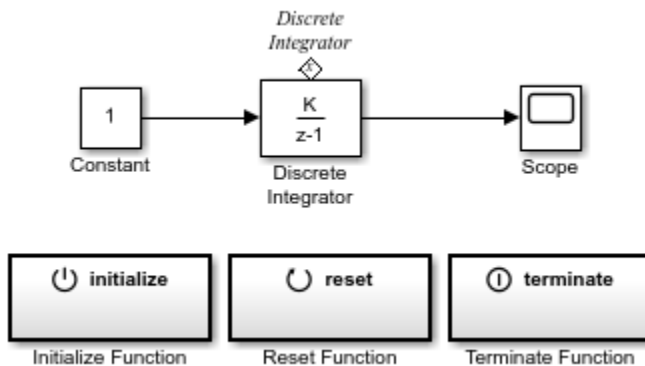 Discrete
Integrator
x
1
K
z-1
Constant
Discrete
Integrator
Scope
initialize
reset
terminate
Initialize Function
Reset Function
Terminate Function